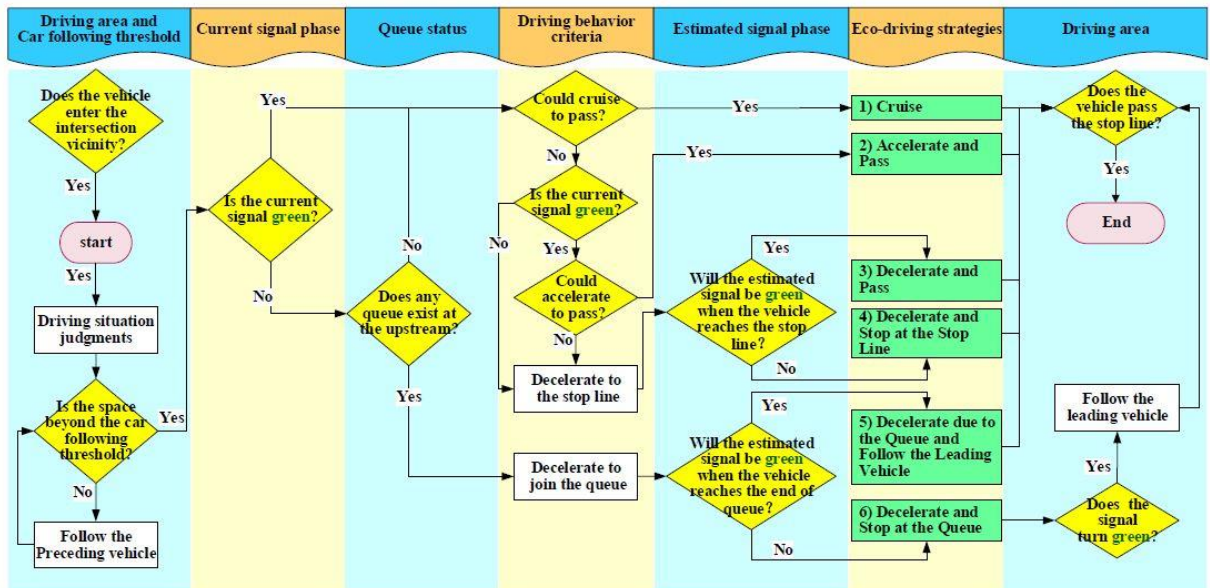 Driving area and
Car following threshold
Current signal phase
Queue status
Driving behavior
criteria
Estimated signal phase
Eco-driving strategies
Driving area
Does the vehicle
enter the
intersection
vicinity?
Yes
start
Yes
Driving situation
judgments
Is the space
beyond the car
following
threshold?
Yes
No
Follow the
Preceding vehicle
Yes
Is the current
signal green?
No
No
Does any
queue exist at
the upstream?
Yes
Could cruise
to pass?
Yes
No
Is the current
signal green?
No
Yes
Could
accelerate
to pass?
Yes
No
Decelerate to
the stop line
Decelerate to
join the queue
Yes
Will the estimated
signal be green
when the vehicle
reaches the stop
line?
No
Yes
Will the estimated
signal be green
when the vehicle
reaches the end of
queue?
No
1) Cruise
2) Accelerate and
Pass
3) Decelerate and
Pass
4) Decelerate and
Stop at the Stop
Line
5) Decelerate due to
the Queue and
Follow the Leading
Vehicle
6) Decelerate and
Stop at the Queue
Does the
vehicle pass
the stop line?
Yes
End
Follow the
leading vehicle
Yes
Does the
signal
turn green?